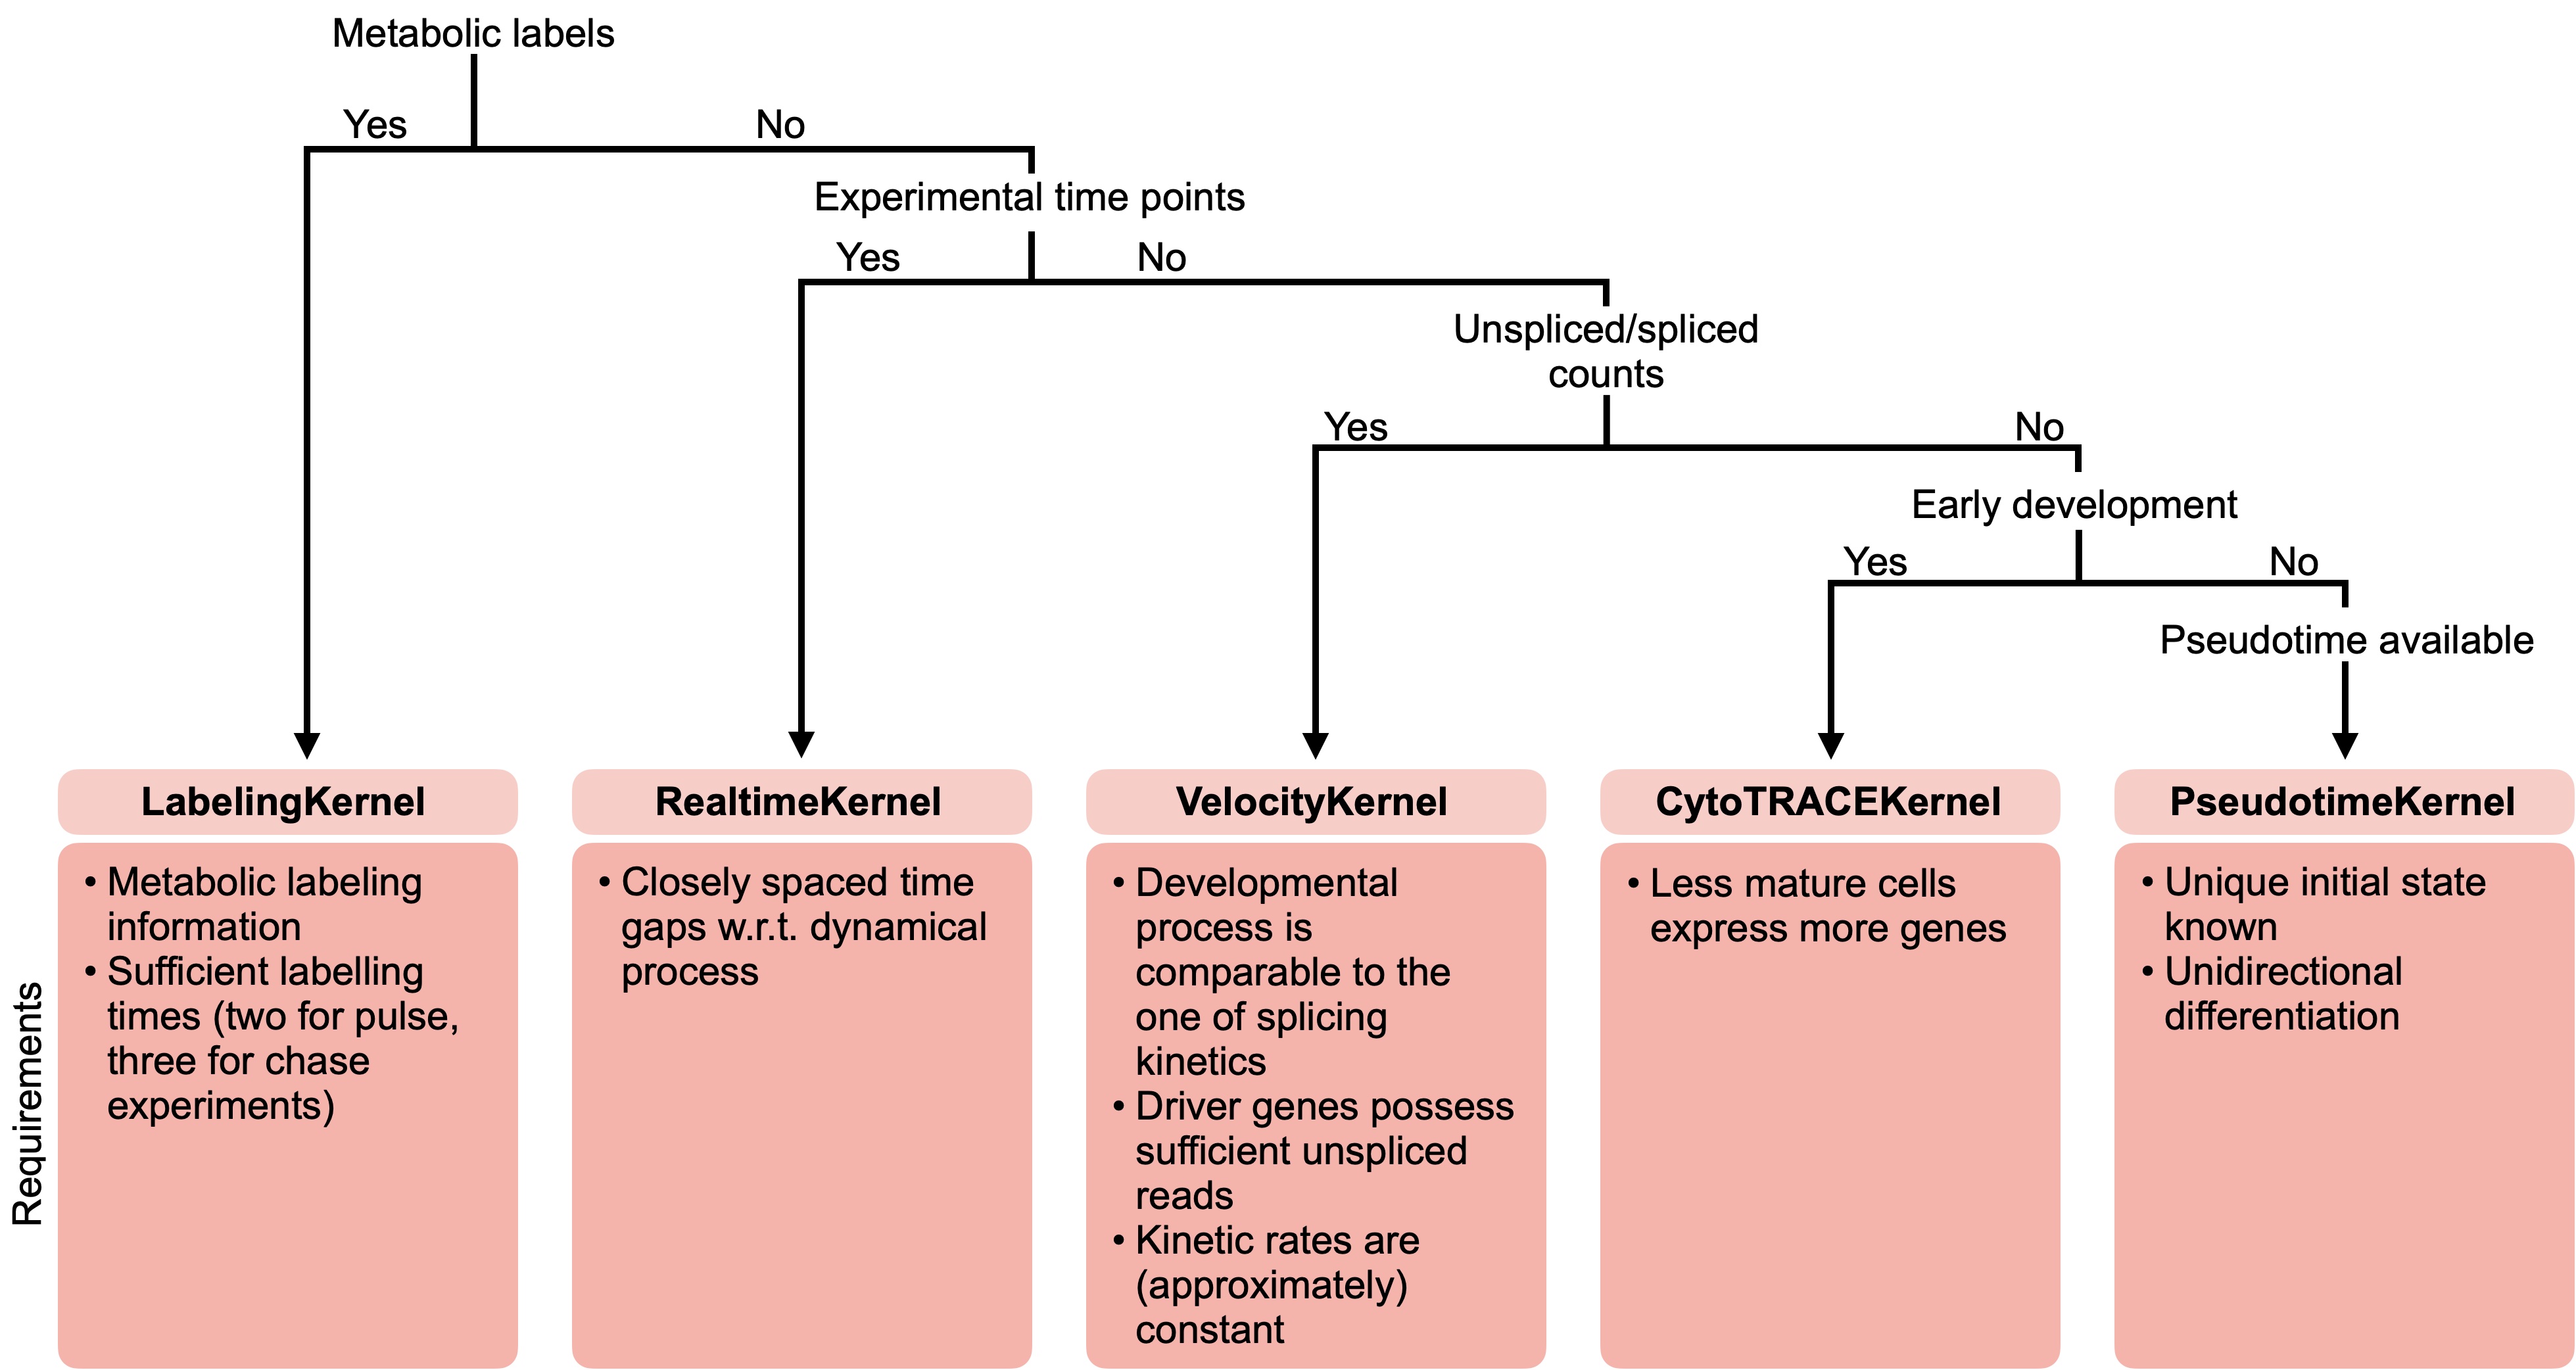 Metabolic labels
Yes
No
Experimental time points
Yes
No
Unspliced/spliced
counts
Yes
No
Early development
Yes
No
Pseudotime available
LabelingKernel
RealtimeKernel
VelocityKernel
CytoTRACEKernel
PseudotimeKernel
Requirements
• Metabolic labeling
information
• Sufficient labelling
times (two for pulse,
three for chase
experiments)
• Closely spaced time
gaps w.r.t. dynamical
process
• Developmental
process is
comparable to the
one of splicing
kinetics
• Driver genes possess
sufficient unspliced
reads
• Kinetic rates are
(approximately)
constant
• Less mature cells
express more genes
• Unique initial state
known
• Unidirectional
differentiation